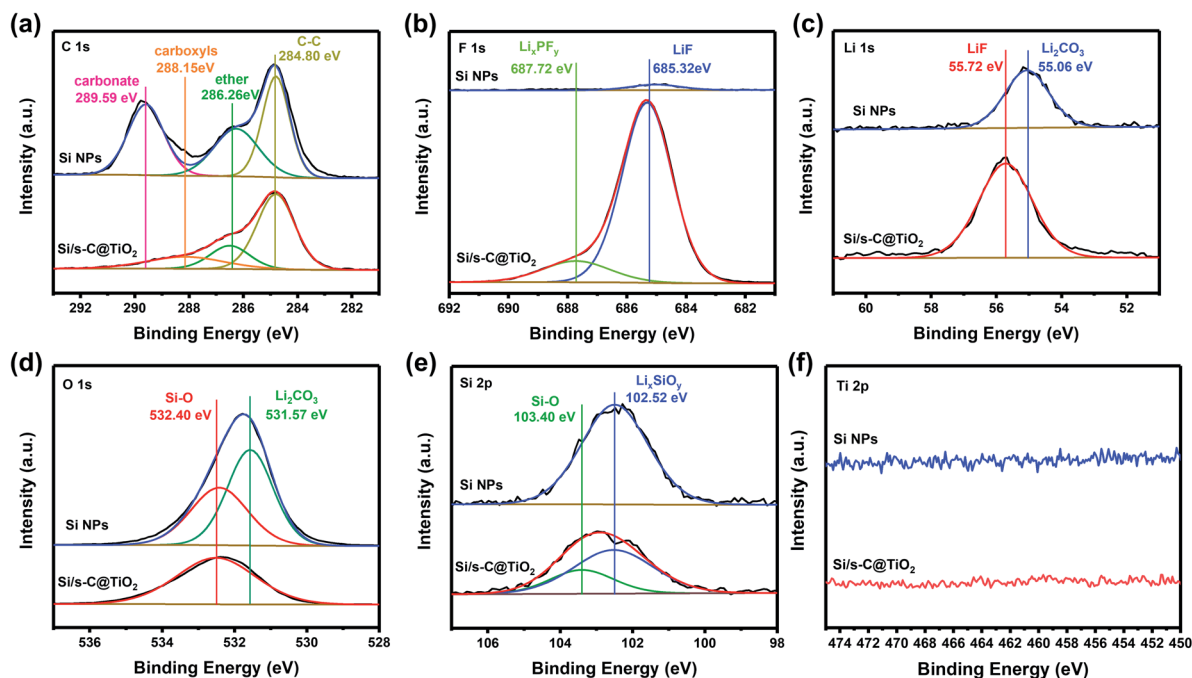 (a)
C 1s
carboxyls
288.15eV
C-C
284.80 eV
carbonate
289.59 eV
ether
286.26eV
Si NPs
Si/s-C@TiO₂
Intensity (a.u.)
292 290 288 286 284 282
Binding Energy (eV)
(b)
F 1s
LiₓPFᵧ
687.72 eV
LiF
685.32eV
Si NPs
Si/s-C@TiO₂
Intensity (a.u.)
692 690 688 686 684 682
Binding Energy (eV)
(c)
Li 1s
LiF
55.72 eV
Li₂CO₃
55.06 eV
Si NPs
Si/s-C@TiO₂
Intensity (a.u.)
60 58 56 54 52
Binding Energy (eV)
(d)
O 1s
Si-O
532.40 eV
Li₂CO₃
531.57 eV
Si NPs
Si/s-C@TiO₂
Intensity (a.u.)
536 534 532 530 528
Binding Energy (eV)
(e)
Si 2p
Si-O
103.40 eV
LiₓSiOᵧ
102.52 eV
Si NPs
Si/s-C@TiO₂
Intensity (a.u.)
106 104 102 100 98
Binding Energy (eV)
(f)
Ti 2p
Si NPs
Si/s-C@TiO₂
Intensity (a.u.)
474 472 470 468 466 464 462 460 458 456 454 452 450
Binding Energy (eV)